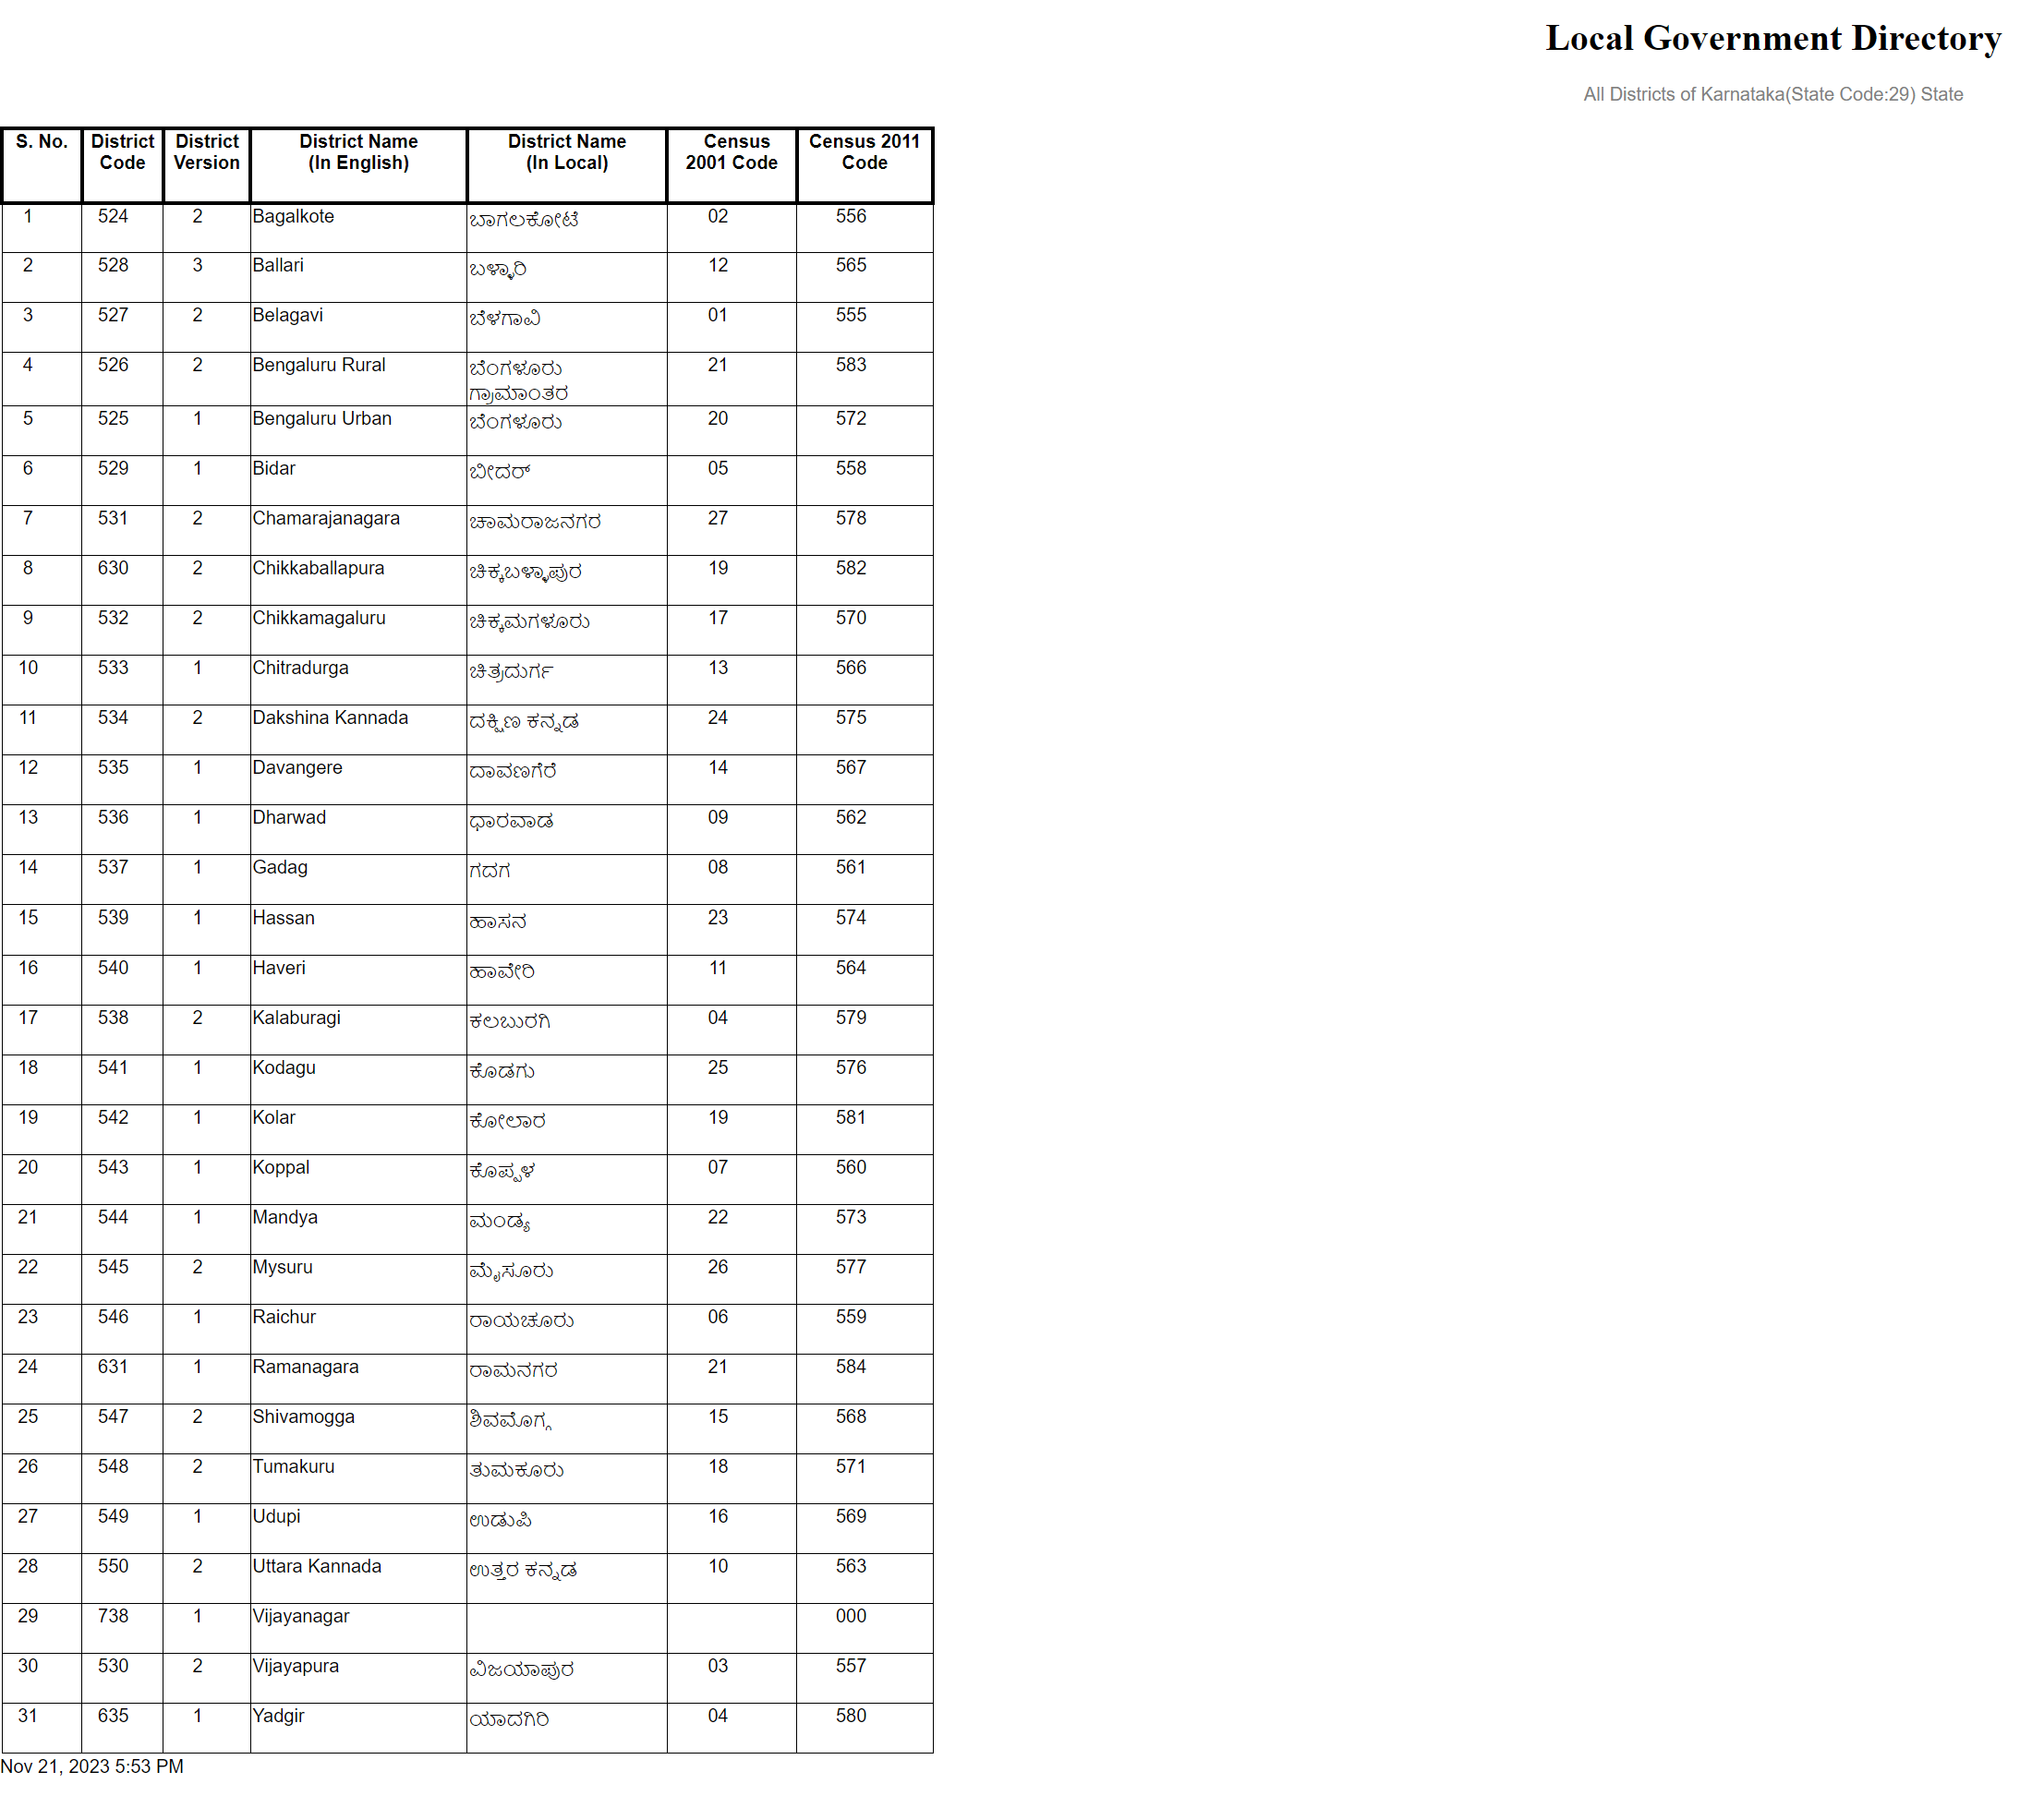 Local Government Directory
All Districts of Karnataka(State Code:29) State
S. No. District Code District Version District Name (In English) District Name (In Local) Census 2001 Code Census 2011 Code
1 524 2 Bagalkote ಬಾಗಲಕೋಟೆ 02 556
2 528 3 Ballari ಬಳ್ಳಾರಿ 12 565
3 527 2 Belagavi ಬೆಳಗಾವಿ 01 555
4 526 2 Bengaluru Rural ಬೆಂಗಳೂರು ಗ್ರಾಮಾಂತರ 21 583
5 525 1 Bengaluru Urban ಬೆಂಗಳೂರು 20 572
6 529 1 Bidar ಬೀದರ್ 05 558
7 531 2 Chamarajanagara ಚಾಮರಾಜನಗರ 27 578
8 630 2 Chikkaballapura ಚಿಕ್ಕಬಳ್ಳಾಪುರ 19 582
9 532 2 Chikkamagaluru ಚಿಕ್ಕಮಗಳೂರು 17 570
10 533 1 Chitradurga ಚಿತ್ರದುರ್ಗ 13 566
11 534 2 Dakshina Kannada ದಕ್ಷಿಣ ಕನ್ನಡ 24 575
12 535 1 Davangere ದಾವಣಗೆರೆ 14 567
13 536 1 Dharwad ಧಾರವಾಡ 09 562
14 537 1 Gadag ಗದಗ 08 561
15 539 1 Hassan ಹಾಸನ 23 574
16 540 1 Haveri ಹಾವೇರಿ 11 564
17 538 2 Kalaburagi ಕಲಬುರಗಿ 04 579
18 541 1 Kodagu ಕೊಡಗು 25 576
19 542 1 Kolar ಕೋಲಾರ 19 581
20 543 1 Koppal ಕೊಪ್ಪಳ 07 560
21 544 1 Mandya ಮಂಡ್ಯ 22 573
22 545 2 Mysuru ಮೈಸೂರು 26 577
23 546 1 Raichur ರಾಯಚೂರು 06 559
24 631 1 Ramanagara ರಾಮನಗರ 21 584
25 547 2 Shivamogga ಶಿವಮೊಗ್ಗ 15 568
26 548 2 Tumakuru ತುಮಕೂರು 18 571
27 549 1 Udupi ಉಡುಪಿ 16 569
28 550 2 Uttara Kannada ಉತ್ತರ ಕನ್ನಡ 10 563
29 738 1 Vijayanagar 000
30 530 2 Vijayapura ವಿಜಯಾಪುರ 03 557
31 635 1 Yadgir ಯಾದಗಿರಿ 04 580
Nov 21, 2023 5:53 PM